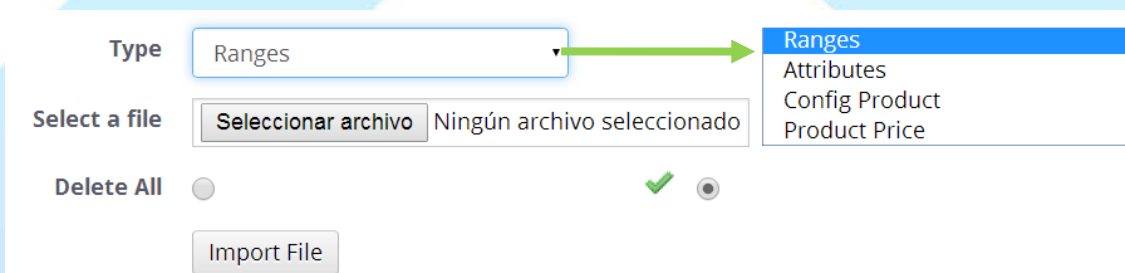 Type
Ranges
Ranges
Attributes
Config Product
Product Price
Select a file
Seleccionar archivo Ningún archivo seleccionado
Delete All
Import File